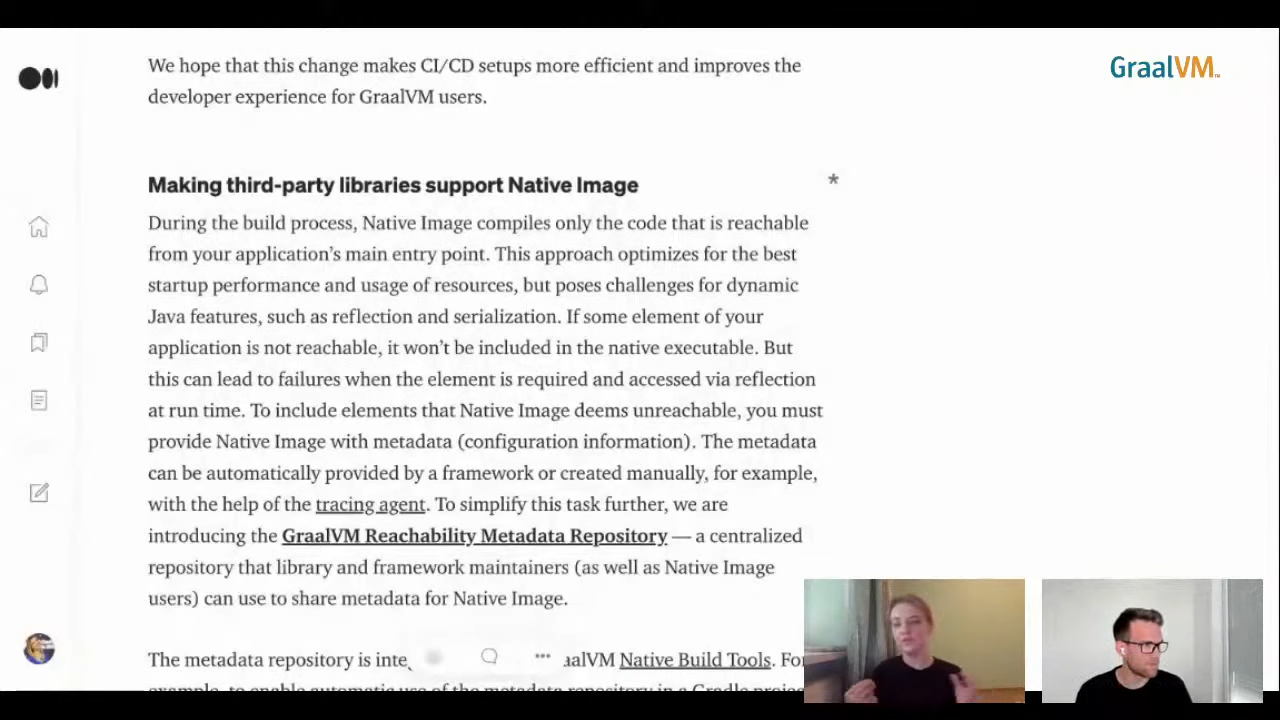 We hope that this change makes CI/CD setups more efficient and improves the
developer experience for GraalVM users.
GraalVM
Making third-party libraries support Native Image
*
During the build process, Native Image compiles only the code that is reachable
from your application's main entry point. This approach optimizes for the best
startup performance and usage of resources, but poses challenges for dynamic
Java features, such as reflection and serialization. If some element of your
application is not reachable, it won't be included in the native executable. But
this can lead to failures when the element is required and accessed via reflection
at run time. To include elements that Native Image deems unreachable, you must
provide Native Image with metadata (configuration information). The metadata
can be automatically provided by a framework or created manually, for example,
with the help of the tracing agent. To simplify this task further, we are
introducing the GraalVM Reachability Metadata Repository — a centralized
repository that library and framework maintainers (as well as Native Image
users) can use to share metadata for Native Image.
The metadata repository is aalVM Native Build Tools. For
example, to enable automatic use of the metadata repository in a Gradle